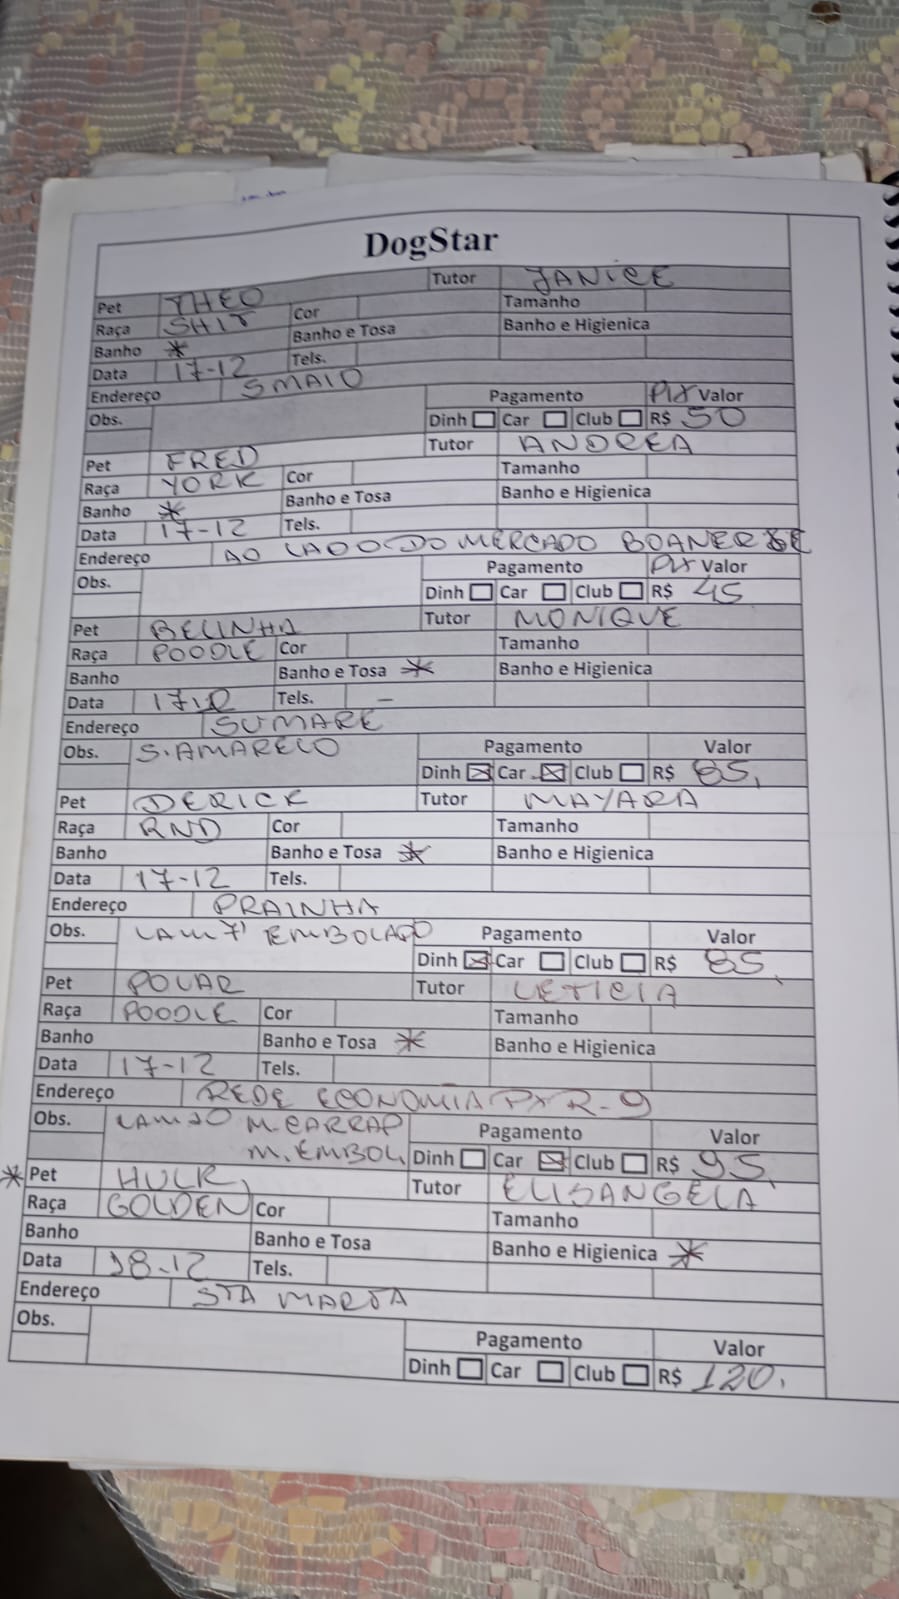 DogStar
Pet THEO Tutor JANICE
Raça SHIT Cor Tamanho
Banho * Banho e Tosa Banho e Higienica
Data 17-12 Tels.
Endereço 5 MAIO
Obs. Pagamento Pix Valor
Dinh Car Club R$ 50
Pet FRED Tutor ANDREA
Raça YORK Cor Tamanho
Banho * Banho e Tosa Banho e Higienica
Data 17-12 Tels.
Endereço AO LADO DO MERCADO
Obs. Pagamento Pix Valor
Dinh Car Club R$ 45
Pet BELINHA Tutor MONIQUE
Raça POODLE Cor Tamanho
Banho Banho e Tosa * Banho e Higienica
Data 17.12 Tels. –
Endereço SUMARE
Obs. S. AMARELO Pagamento Valor
Dinh ☒ Car ☒ Club R$ 85,
Pet DERICK Tutor MAYARA
Raça RND Cor Tamanho
Banho Banho e Tosa * Banho e Higienica
Data 17-12 Tels.
Endereço PRAINHA
Obs. LAM 7 EMBOLADO Pagamento Valor
Dinh ☒ Car Club R$ 85,
Pet POLAR Tutor LETICIA
Raça POODLE Cor Tamanho
Banho Banho e Tosa * Banho e Higienica
Data 17-12 Tels.
Endereço REDE ECONOMIA R-9
Obs. LAM 10 M. CARRAP Pagamento Valor
M. EMBOL. Dinh Car ☒ Club R$ 95,
* Pet HULK, Tutor ELISANGELA
Raça GOLDEN Cor Tamanho
Banho Banho e Tosa Banho e Higienica *
Data 18-12 Tels.
Endereço STA MARTA
Obs. Pagamento Valor
Dinh Car Club R$ 120,